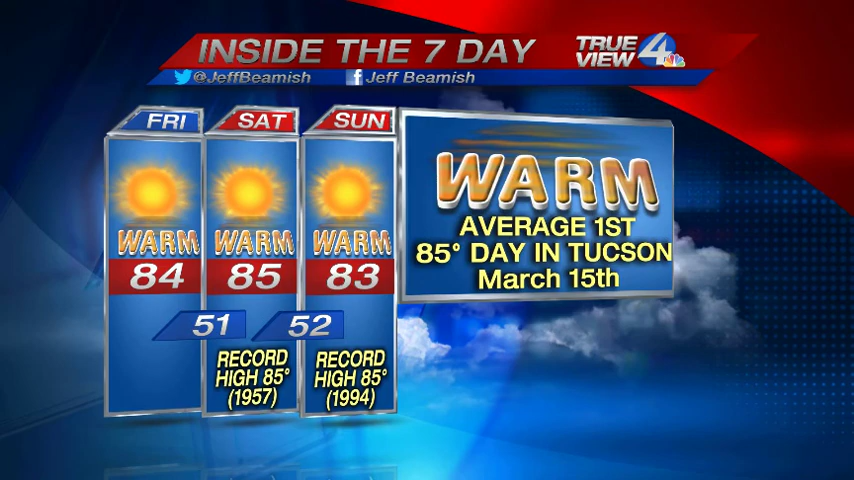 INSIDE THE 7 DAY
TRUE
VIEW 4
@JeffBeamish
f Jeff Beamish
FRI
SAT
SUN
WARM
WARM
WARM
84
85
83
51
52
RECORD
HIGH 85°
(1957)
RECORD
HIGH 85°
(1994)
WARM
AVERAGE 1ST
85° DAY IN TUCSON
March 15th